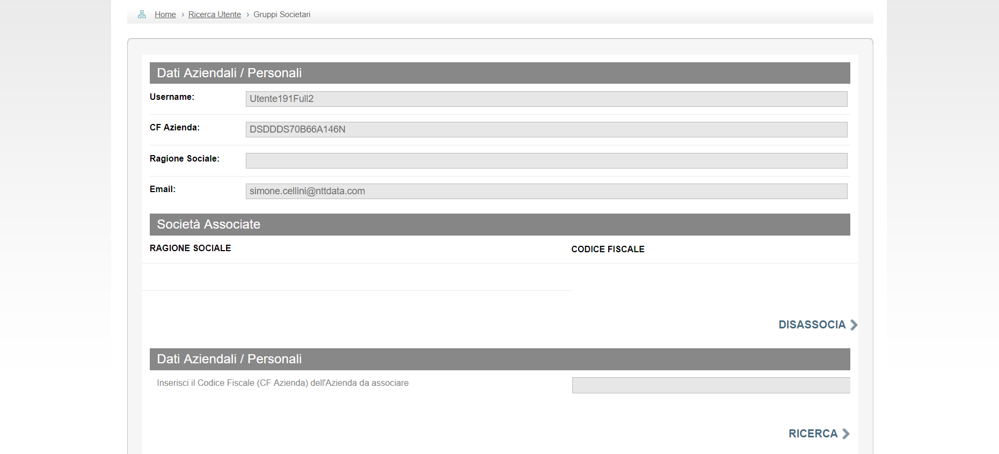 Home > Ricerca Utente > Gruppi Societari
Dati Aziendali / Personali
Username: Utente191Full2
CF Azienda: DSDDDS70B66A146N
Ragione Sociale:
Email: simone.cellini@nttdata.com
Società Associate
RAGIONE SOCIALE CODICE FISCALE
DISASSOCIA
Dati Aziendali / Personali
Inserisci il Codice Fiscale (CF Azienda) dell'Azienda da associare
RICERCA